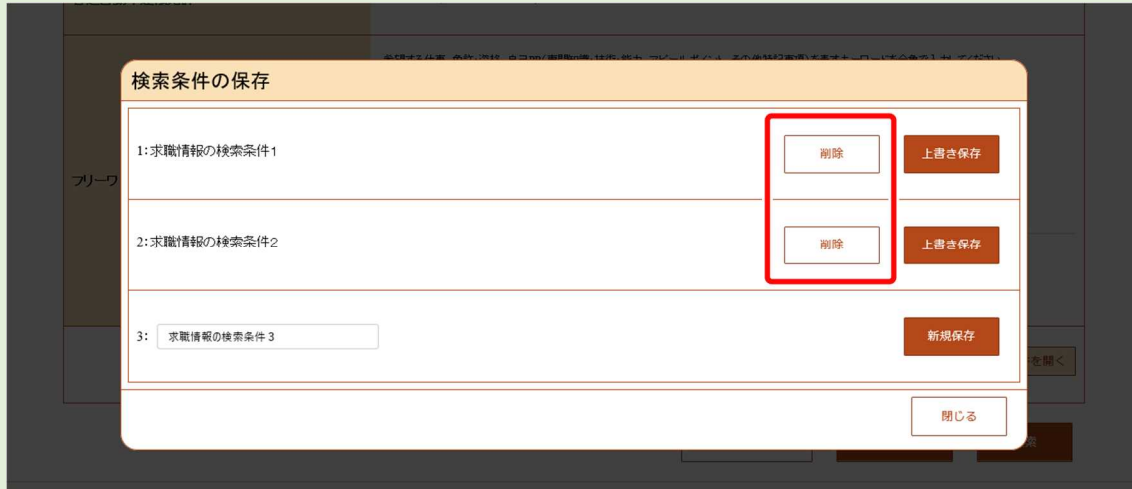 検索条件の保存
1:求職情報の検索条件1
削除
上書き保存
2:求職情報の検索条件2
削除
上書き保存
3:
求職情報の検索条件３
新規保存
フリーワ
を開く
閉じる
索